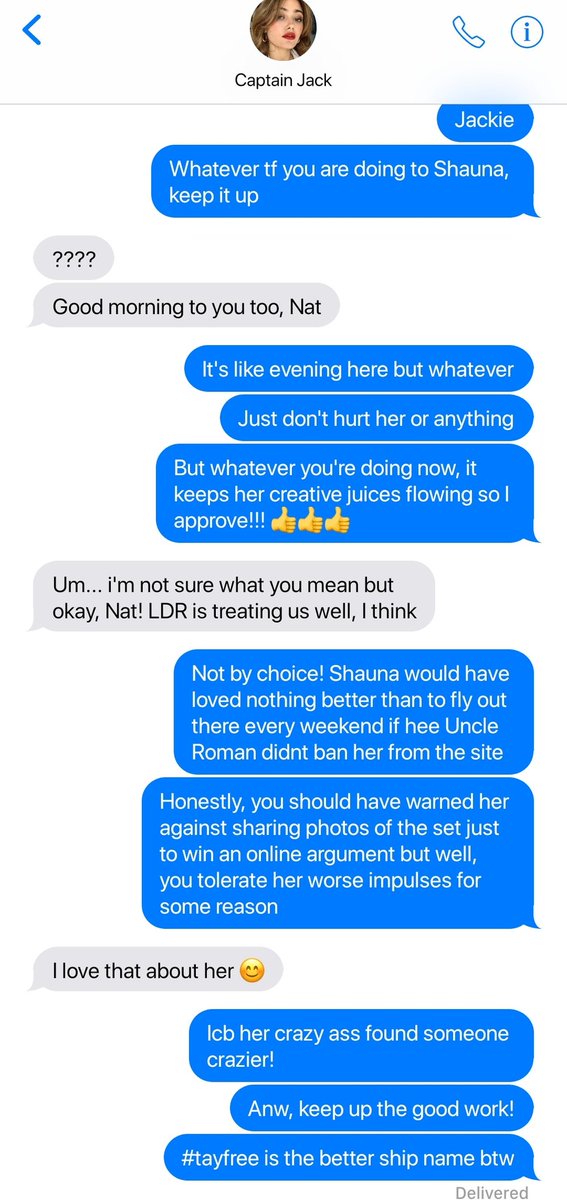 Captain Jack
Jackie
Whatever tf you are doing to Shauna,
keep it up
????
Good morning to you too, Nat
It's like evening here but whatever
Just don't hurt her or anything
But whatever you're doing now, it
keeps her creative juices flowing so I
approve!!! 👍👍👍
Um... i'm not sure what you mean but
okay, Nat! LDR is treating us well, I think
Not by choice! Shauna would have
loved nothing better than to fly out
there every weekend if hee Uncle
Roman didnt ban her from the site
Honestly, you should have warned her
against sharing photos of the set just
to win an online argument but well,
you tolerate her worse impulses for
some reason
I love that about her 😊
Icb her crazy ass found someone
crazier!
Anw, keep up the good work!
#tayfree is the better ship name btw
Delivered